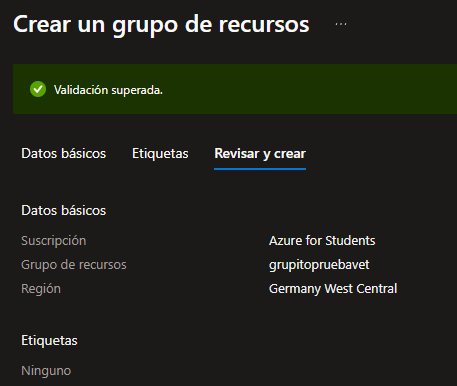 Crear un grupo de recursos ...
Validación superada.
Datos básicos Etiquetas Revisar y crear
Datos básicos
Suscripción Azure for Students
Grupo de recursos grupitopruebavet
Región Germany West Central
Etiquetas
Ninguno